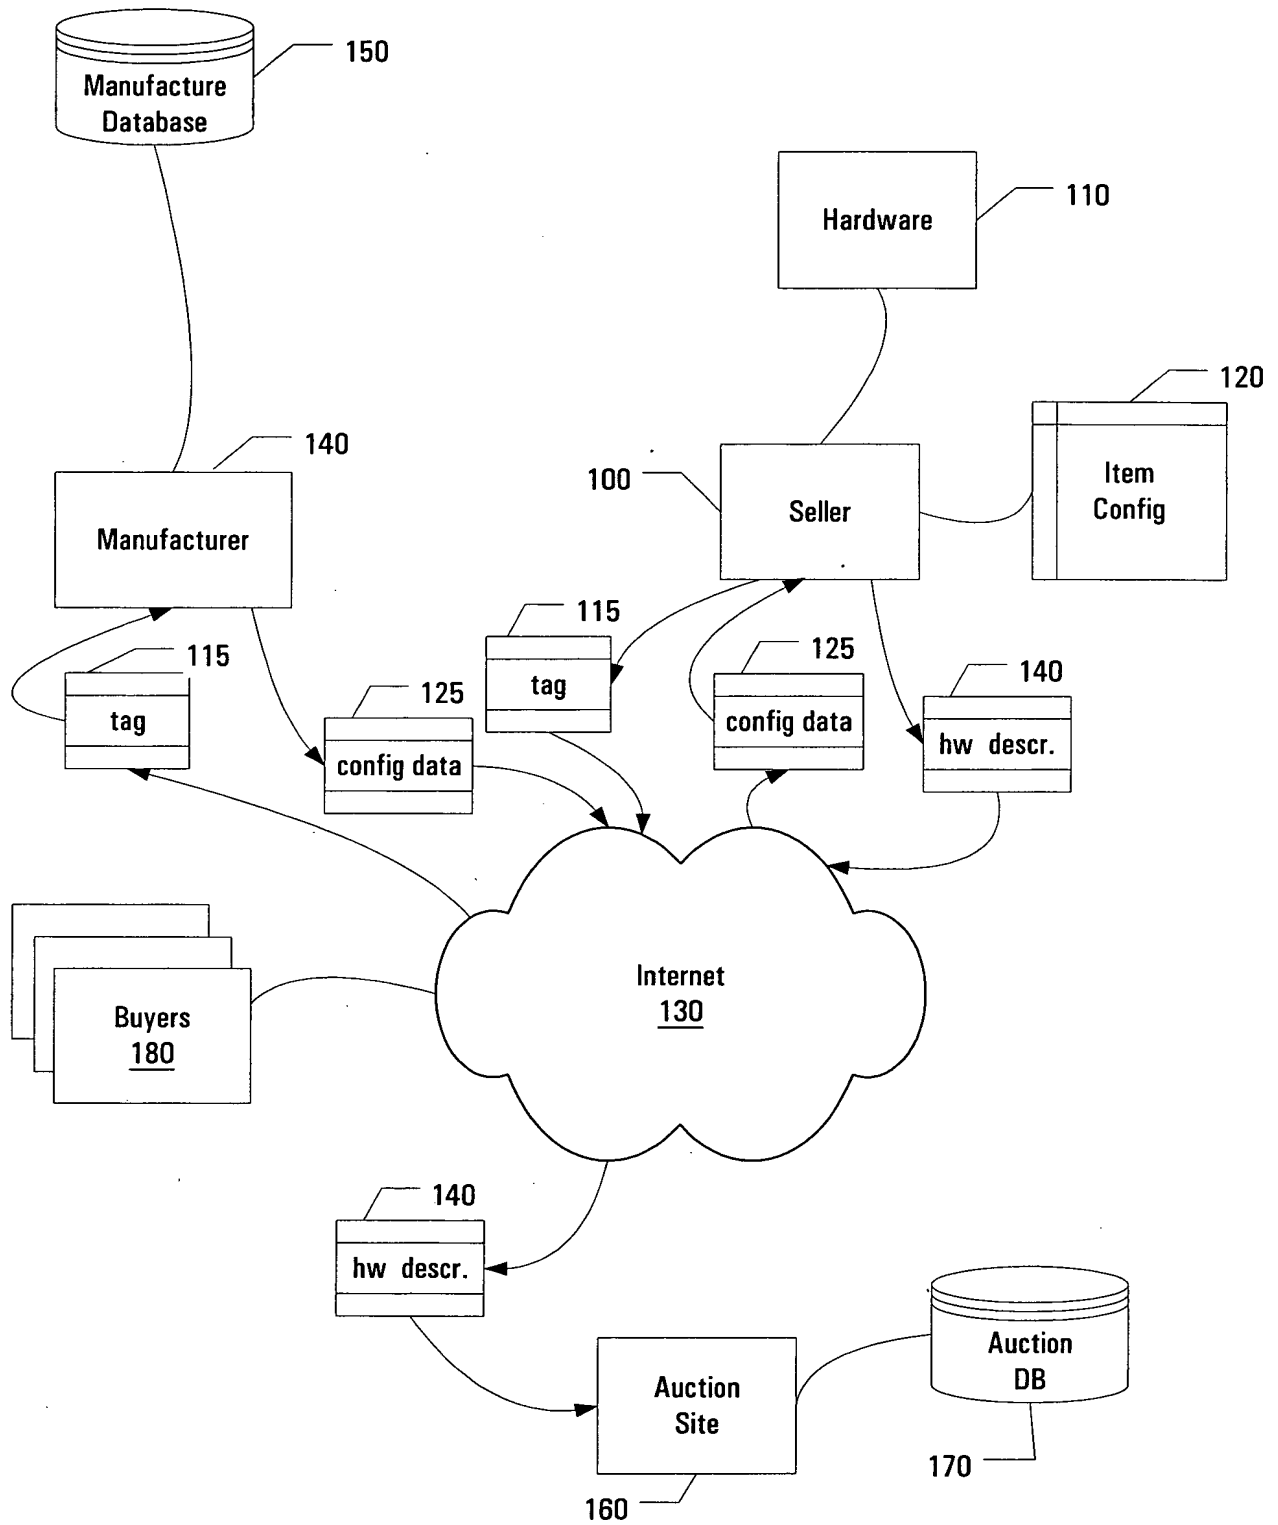 150
Manufacture
Database
Hardware
110
120
Item
Config
140
Manufacturer
100
Seller
115
tag
125
config data
115
tag
125
config data
140
hw descr.
Internet
130
Buyers
180
140
hw descr.
Auction
Site
160
Auction
DB
170